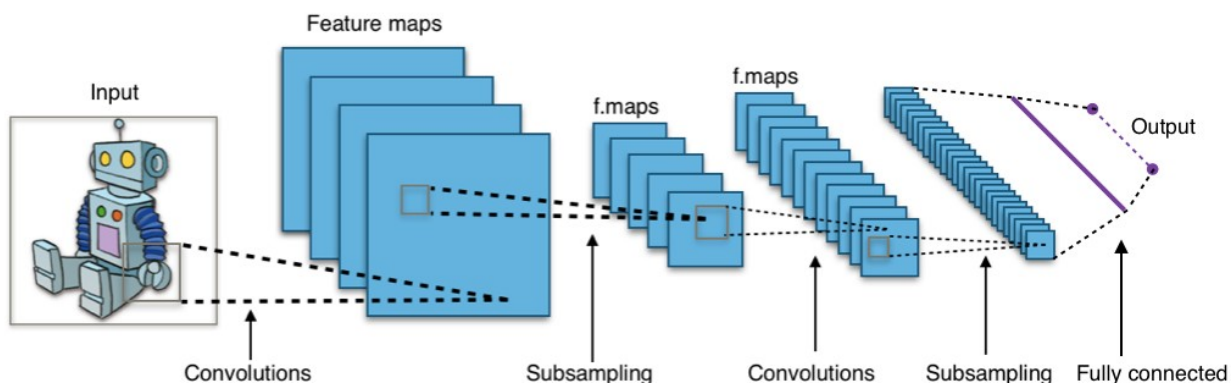 Feature maps
Input
f.maps
f.maps
Output
Convolutions
Subsampling
Convolutions
Subsampling
Fully connected